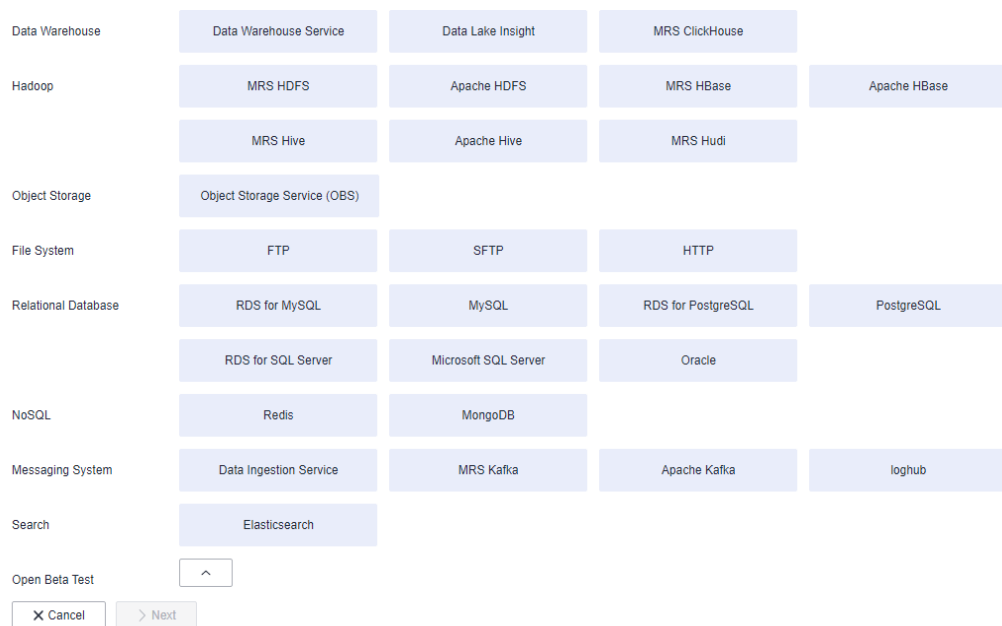 Data Warehouse Data Warehouse Service Data Lake Insight MRS ClickHouse
Hadoop MRS HDFS Apache HDFS MRS HBase Apache HBase
MRS Hive Apache Hive MRS Hudi
Object Storage Object Storage Service (OBS)
File System FTP SFTP HTTP
Relational Database RDS for MySQL MySQL RDS for PostgreSQL PostgreSQL
RDS for SQL Server Microsoft SQL Server Oracle
NoSQL Redis MongoDB
Messaging System Data Ingestion Service MRS Kafka Apache Kafka loghub
Search Elasticsearch
Open Beta Test
Cancel Next